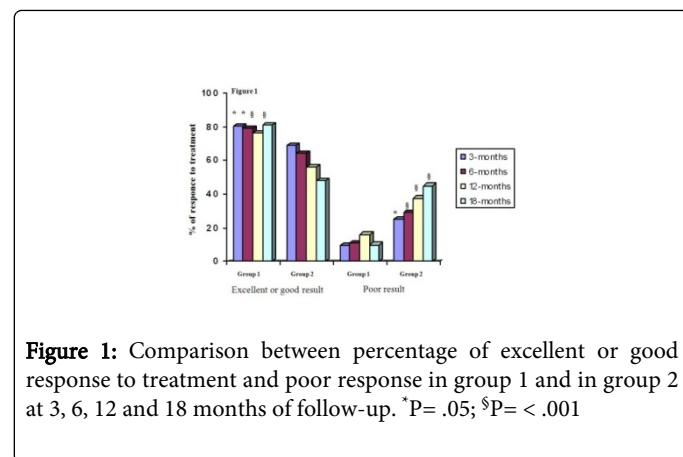 Figure 1
100
80
60
40
20
0
% of responce to treatment
* * § §
* § § §
3-months
6-months
12-months
18-months
Group 1 Group 2 Group 1 Group 2
Excellent or good result Poor result
Figure 1: Comparison between percentage of excellent or good
response to treatment and poor response in group 1 and in group 2
at 3, 6, 12 and 18 months of follow-up. *P= .05; §P= < .001